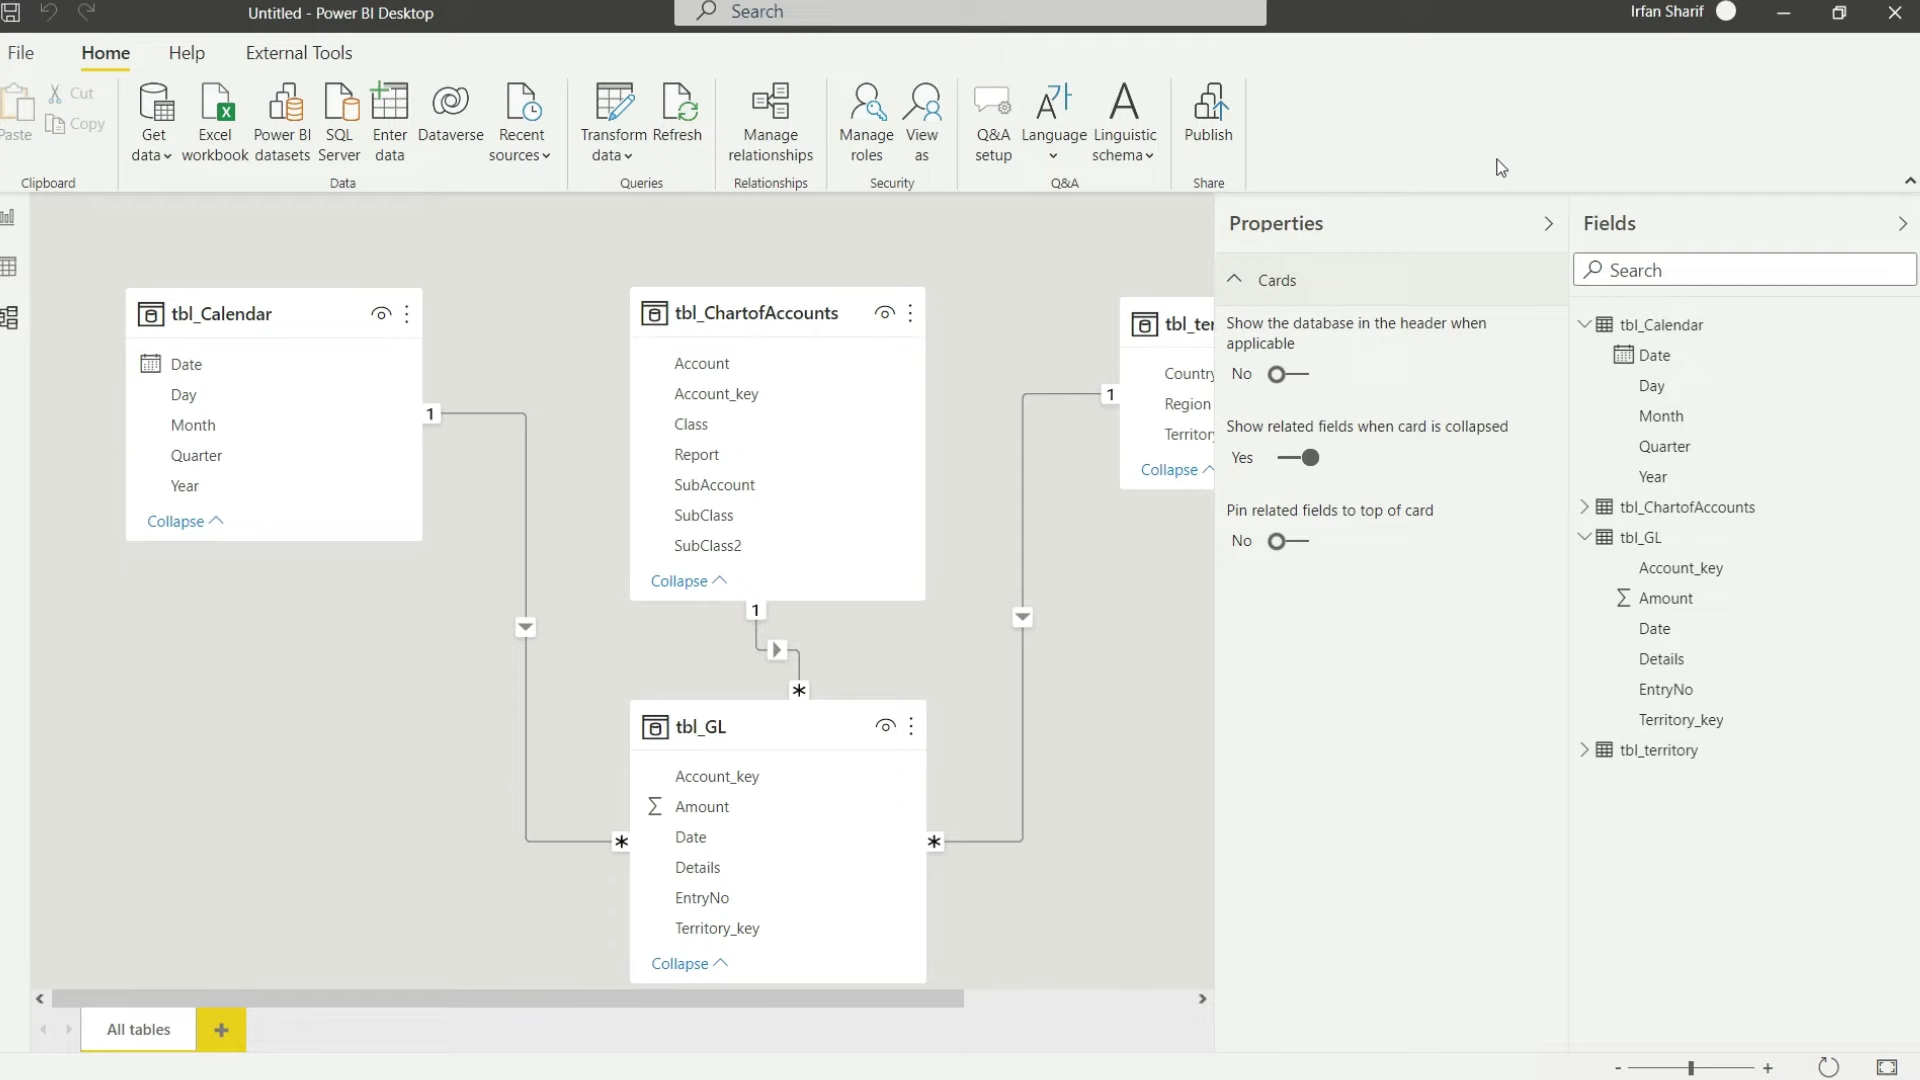 Untitled - Power BI Desktop
Search
Irfan Sharif
File
Home
Help
External Tools
Paste
Cut
Copy
Clipboard
Get data
Excel workbook
Power BI datasets
SQL Server
Enter data
Dataverse
Recent sources
Data
Transform data
Refresh
Queries
Manage relationships
Relationships
Manage roles
View as
Security
Q&A setup
Language
Linguistic schema
Q&A
Publish
Share
tbl_Calendar
Date
Day
Month
Quarter
Year
Collapse
1
tbl_ChartofAccounts
Account
Account_key
Class
Report
SubAccount
SubClass
SubClass2
Collapse
1
*
tbl_ter
Country
Region
Territor
Collapse
1
tbl_GL
Account_key
Σ Amount
Date
Details
EntryNo
Territory_key
Collapse
*
*
All tables
+
Properties
Cards
Show the database in the header when
applicable
No
Show related fields when card is collapsed
Yes
Pin related fields to top of card
No
Fields
Search
tbl_Calendar
Date
Day
Month
Quarter
Year
tbl_ChartofAccounts
tbl_GL
Account_key
Σ Amount
Date
Details
EntryNo
Territory_key
tbl_territory
- +